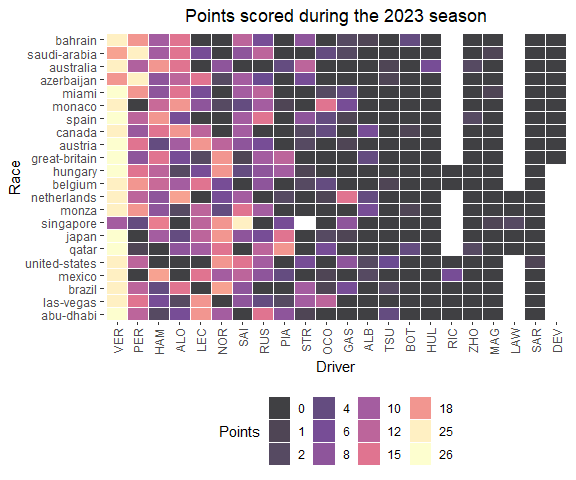 Points scored during the 2023 season
Race
bahrain
saudi-arabia
australia
azerbaijan
miami
monaco
spain
canada
austria
great-britain
hungary
belgium
netherlands
monza
singapore
japan
qatar
united-states
mexico
brazil
las-vegas
abu-dhabi
VER PER HAM ALO LEC NOR SAI RUS PIA STR OCO GAS ALB TSU BOT HUL RIC ZHO MAG LAW SAR DEV
Driver
Points
0 4 10 18
1 6 12 25
2 8 15 26